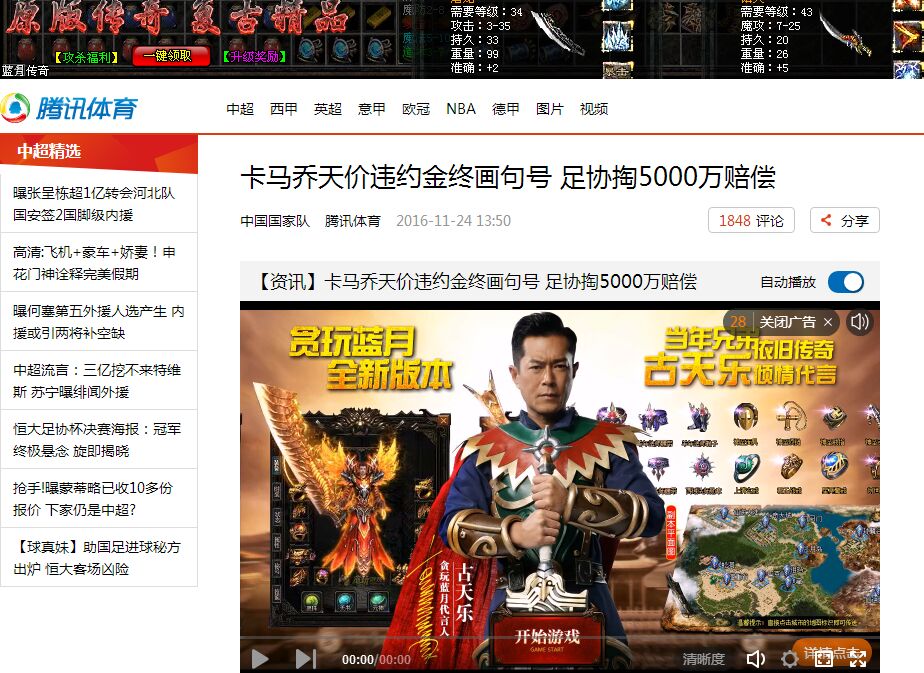 原版传奇 复古精品
【攻杀福利】
一键领取
【升级奖励】
蓝月传奇
需要等级：34
攻击：3-35
持久：33
重量：99
准确：+2
需要等级：43
魔攻：7-25
持久：20
重量：26
准确：+5
腾讯体育
中超 西甲 英超 意甲 欧冠 NBA 德甲 图片 视频
中超精选
曝张呈栋超1亿转会河北队
国安签2国脚级内援
高清:飞机+豪车+娇妻！申
花门神诠释完美假期
曝何塞第五外援人选产生 内
援或引两将补空缺
中超流言：三亿挖不来特维
斯 苏宁曝绯闻外援
恒大足协杯决赛海报：冠军
终极悬念 旋即揭晓
抢手!曝蒙蒂略已收10多份
报价 下家仍是中超?
【球真妹】助国足进球秘方
出炉 恒大客场凶险
卡马乔天价违约金终画句号 足协掏5000万赔偿
中国国家队 腾讯体育 2016-11-24 13:50
1848 评论
分享
【资讯】卡马乔天价违约金终画句号 足协掏5000万赔偿
自动播放
28 关闭广告 ×
贪玩蓝月
全新版本
当年兄弟依旧传奇
古天乐倾情代言
副本平面图
古天乐
贪玩蓝月代言人
开始游戏
GAME START
00:00/00:00
清晰度
详情点击